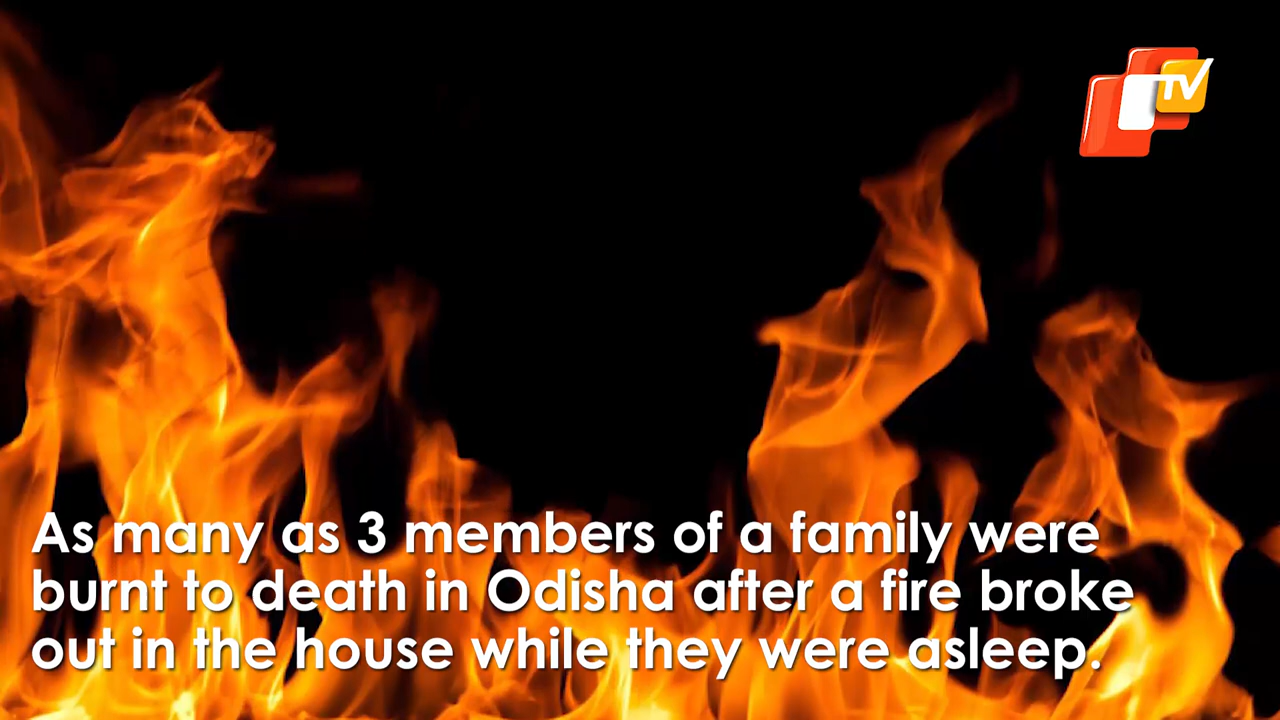 TV
As many as 3 members of a family were
burnt to death in Odisha after a fire broke
out in the house while they were asleep.